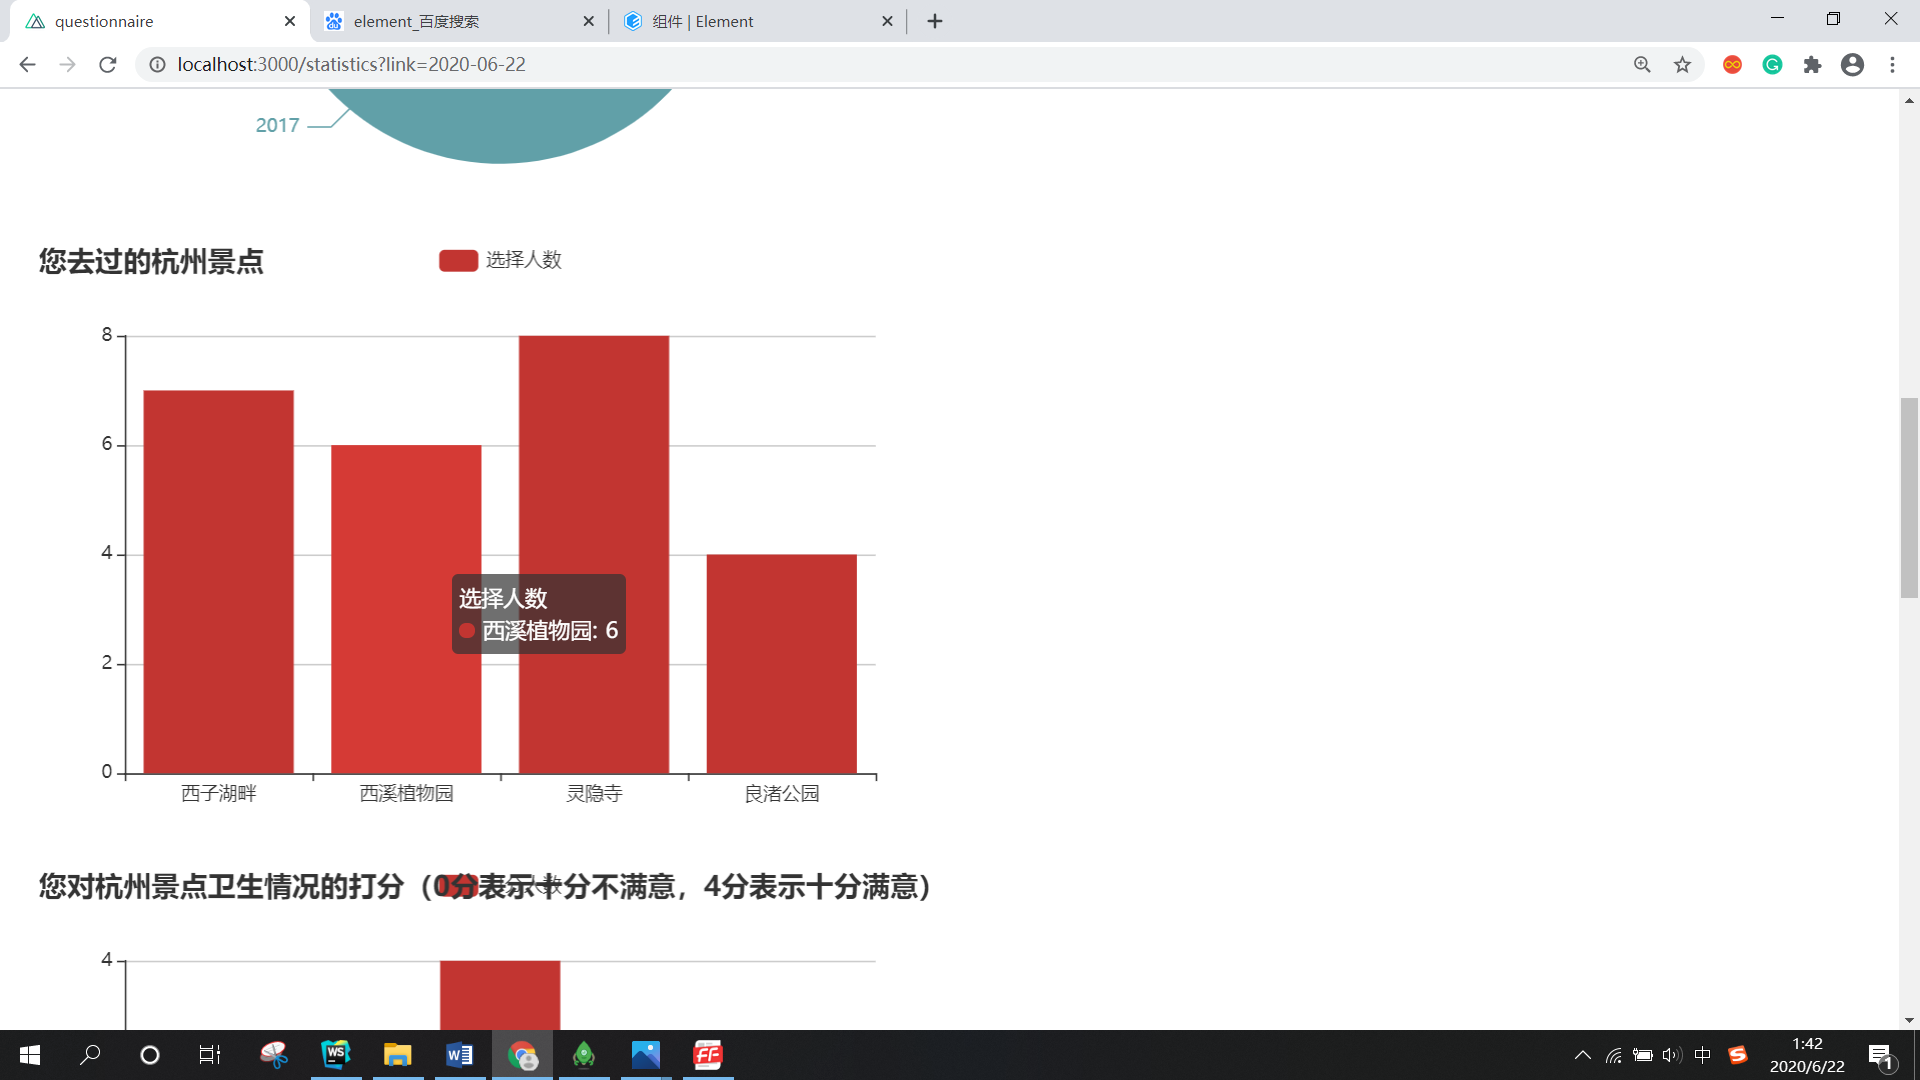 questionnaire
element_百度搜索
组件 | Element
localhost:3000/statistics?link=2020-06-22
2017
您去过的杭州景点
选择人数
8
6
4
2
0
选择人数
西溪植物园: 6
西子湖畔
西溪植物园
灵隐寺
良渚公园
您对杭州景点卫生情况的打分（0分表示十分不满意，4分表示十分满意）
4
WS
W
FF
中
S
1:42
2020/6/22
1